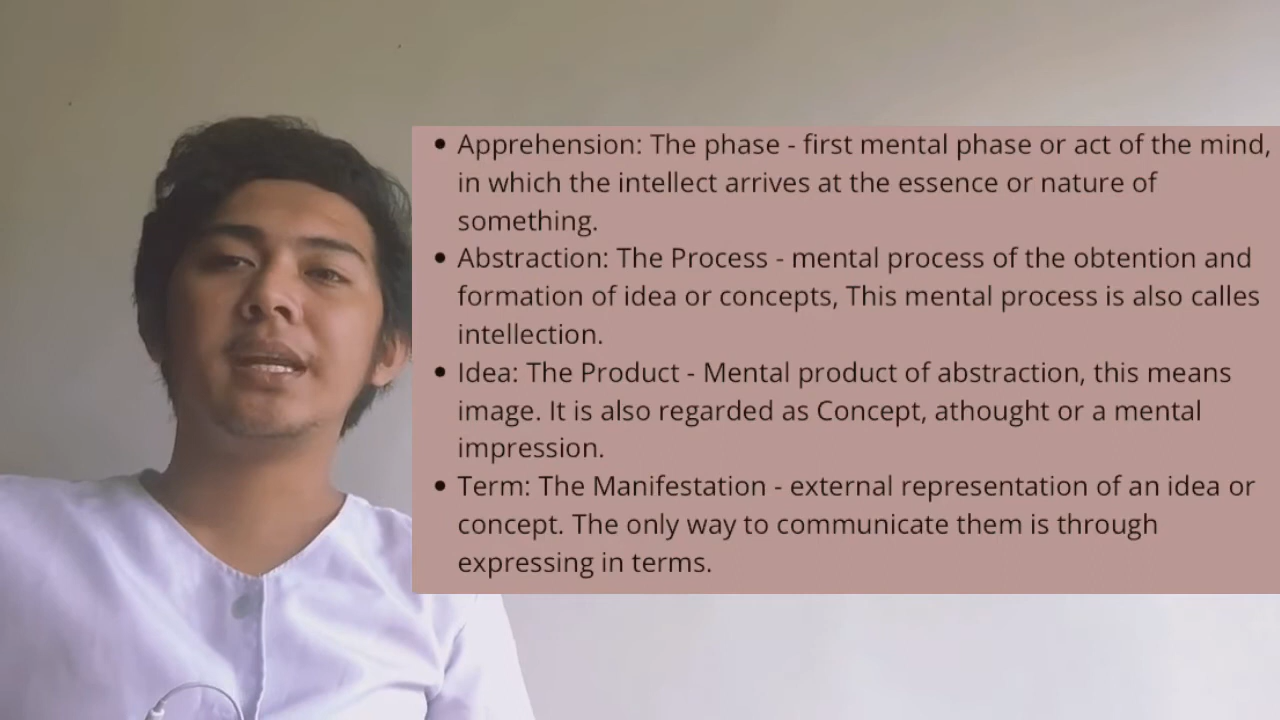 • Apprehension: The phase - first mental phase or act of the mind,
in which the intellect arrives at the essence or nature of
something.
• Abstraction: The Process - mental process of the obtention and
formation of idea or concepts, This mental process is also calles
intellection.
• Idea: The Product - Mental product of abstraction, this means
image. It is also regarded as Concept, athought or a mental
impression.
• Term: The Manifestation - external representation of an idea or
concept. The only way to communicate them is through
expressing in terms.